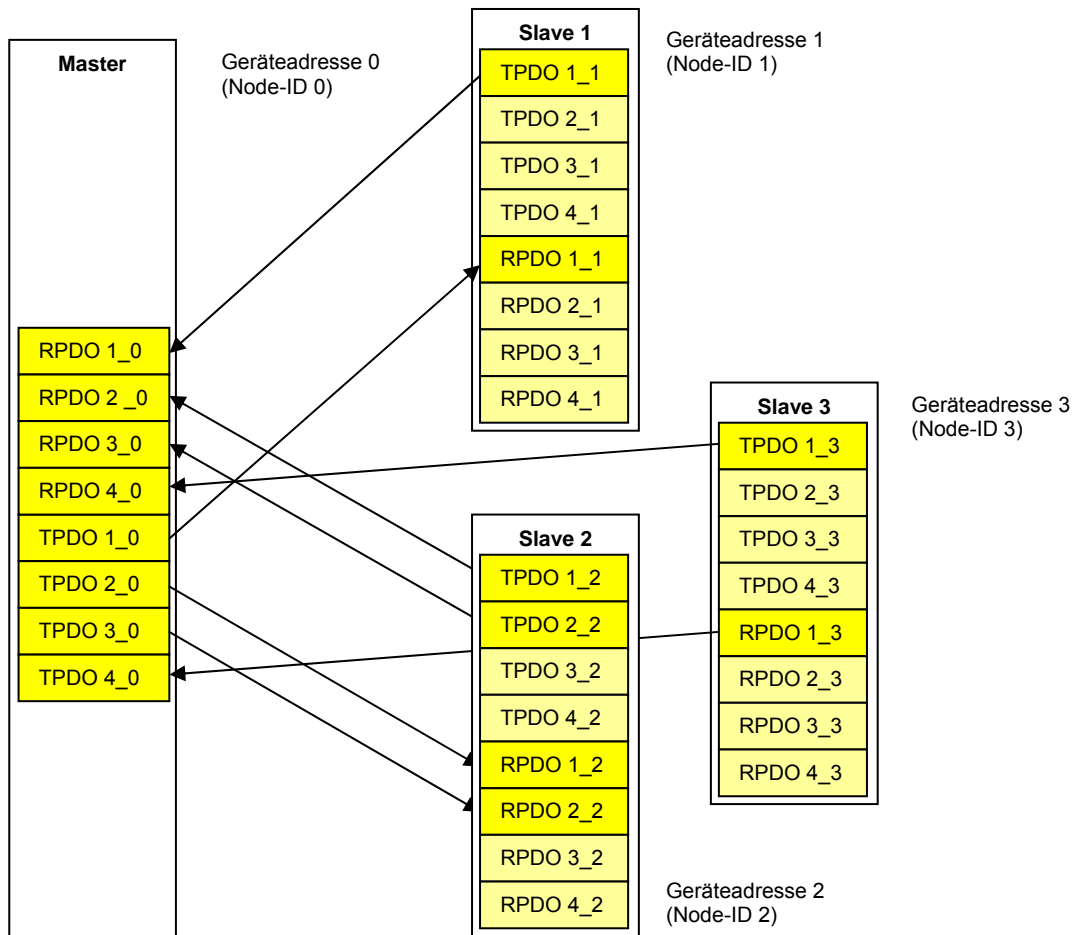 Master
RPDO 1_0
RPDO 2 _0
RPDO 3_0
RPDO 4_0
TPDO 1_0
TPDO 2_0
TPDO 3_0
TPDO 4_0
Geräteadresse 0
(Node-ID 0)
Slave 1
TPDO 1_1
TPDO 2_1
TPDO 3_1
TPDO 4_1
RPDO 1_1
RPDO 2_1
RPDO 3_1
RPDO 4_1
Geräteadresse 1
(Node-ID 1)
Slave 3
TPDO 1_3
TPDO 2_3
TPDO 3_3
TPDO 4_3
RPDO 1_3
RPDO 2_3
RPDO 3_3
RPDO 4_3
Geräteadresse 3
(Node-ID 3)
Slave 2
TPDO 1_2
TPDO 2_2
TPDO 3_2
TPDO 4_2
RPDO 1_2
RPDO 2_2
RPDO 3_2
RPDO 4_2
Geräteadresse 2
(Node-ID 2)